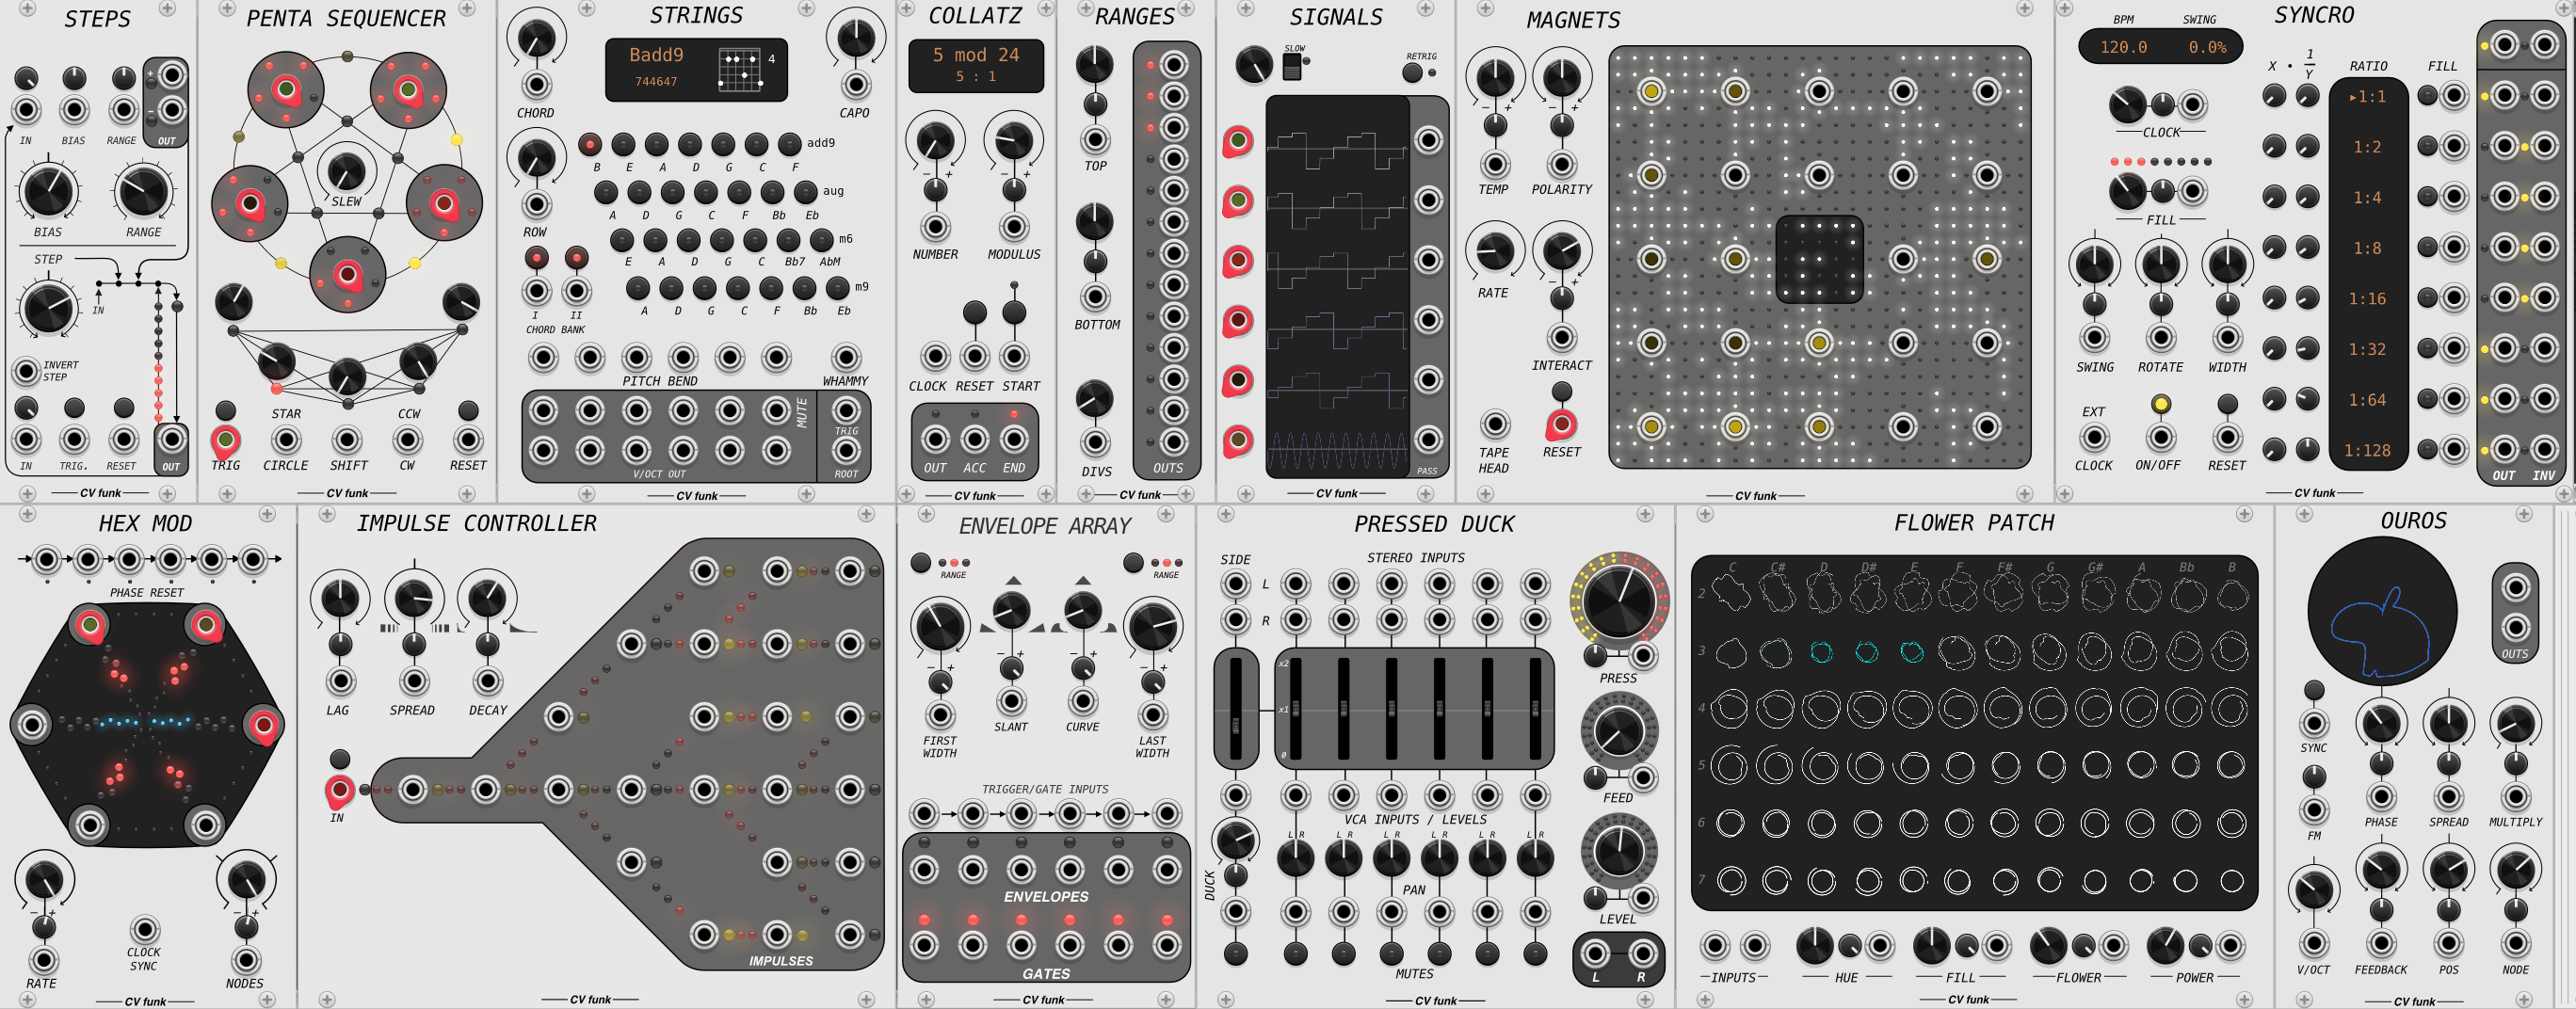 STEPS
IN BIAS RANGE OUT
+
−
BIAS RANGE
STEP
IN
INVERT
STEP
IN TRIG. RESET OUT
CV funk
PENTA SEQUENCER
SLEW
STAR CCW
TRIG CIRCLE SHIFT CW RESET
CV funk
STRINGS
Badd9
744647
4
CHORD CAPO
ROW
B E A D G C F add9
A D G C F Bb Eb aug
E A D G C Bb7 AbM m6
A D G C F Bb Eb m9
I II
CHORD BANK
PITCH BEND WHAMMY
MUTE
TRIG
V/OCT OUT ROOT
CV funk
COLLATZ
5 mod 24
5 : 1
− + − +
NUMBER MODULUS
CLOCK RESET START
OUT ACC END
CV funk
RANGES
TOP
BOTTOM
DIVS
OUTS
CV funk
SIGNALS
SLOW
RETRIG
PASS
CV funk
MAGNETS
− + − +
TEMP POLARITY
RATE
− +
INTERACT
TAPE
HEAD
RESET
CV funk
SYNCRO
BPM SWING
120.0 0.0%
X • 1/Y RATIO FILL
▸1:1
1:2
1:4
1:8
1:16
1:32
1:64
1:128
CLOCK
FILL
SWING ROTATE WIDTH
EXT
CLOCK ON/OFF RESET
OUT INV
CV funk
HEX MOD
PHASE RESET
− + − +
RATE
CLOCK
SYNC
NODES
CV funk
IMPULSE CONTROLLER
LAG SPREAD DECAY
IN
IMPULSES
CV funk
ENVELOPE ARRAY
RANGE RANGE
− + − + − + − +
FIRST
WIDTH
SLANT CURVE
LAST
WIDTH
TRIGGER/GATE INPUTS
ENVELOPES
GATES
CV funk
PRESSED DUCK
SIDE STEREO INPUTS
L
R
x2
x1
0
VCA INPUTS / LEVELS
L R L R L R L R L R L R
DUCK
PAN
MUTES
PRESS
FEED
LEVEL
L R
CV funk
FLOWER PATCH
C C# D D# E F F# G G# A Bb B
2
3
4
5
6
7
INPUTS HUE FILL FLOWER POWER
CV funk
OUROS
OUTS
SYNC
FM
PHASE SPREAD MULTIPLY
V/OCT FEEDBACK POS NODE
CV funk